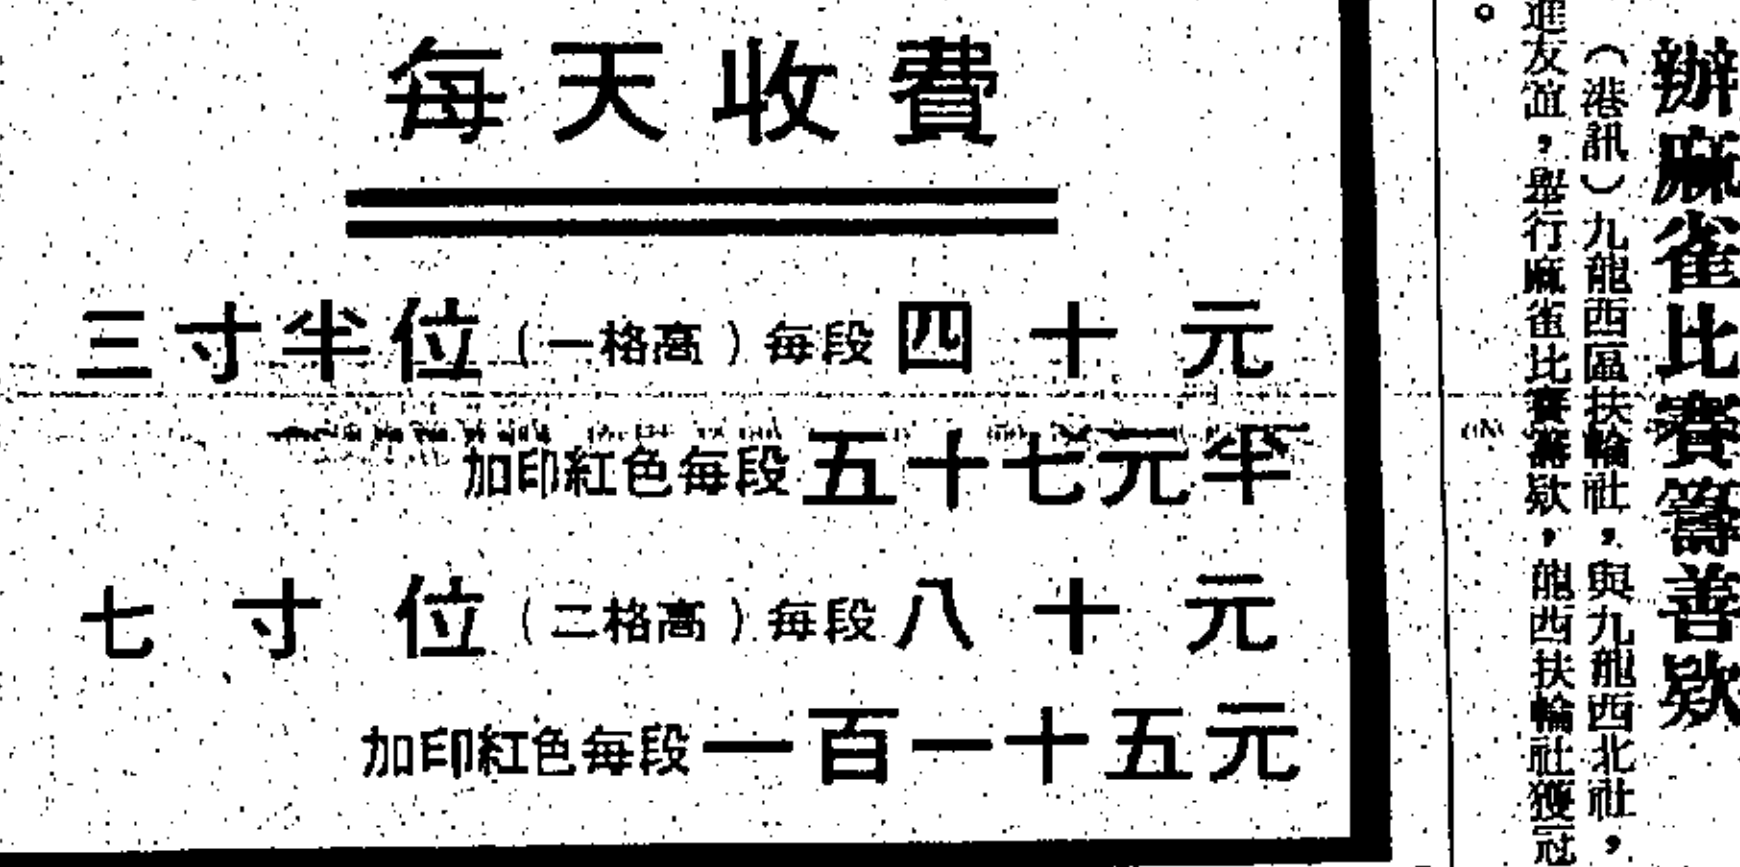 每天收費
三寸半位（一格高）每段四十元
加印紅色每段五十七元半
七寸位（二格高）每段八十元
加印紅色每段一百一十五元
辦麻雀比賽籌善欵
（港訊）九龍西區扶輪社，與九龍西北社，
進友誼，舉行麻雀比賽籌欵，龍西扶輪社獲冠
。